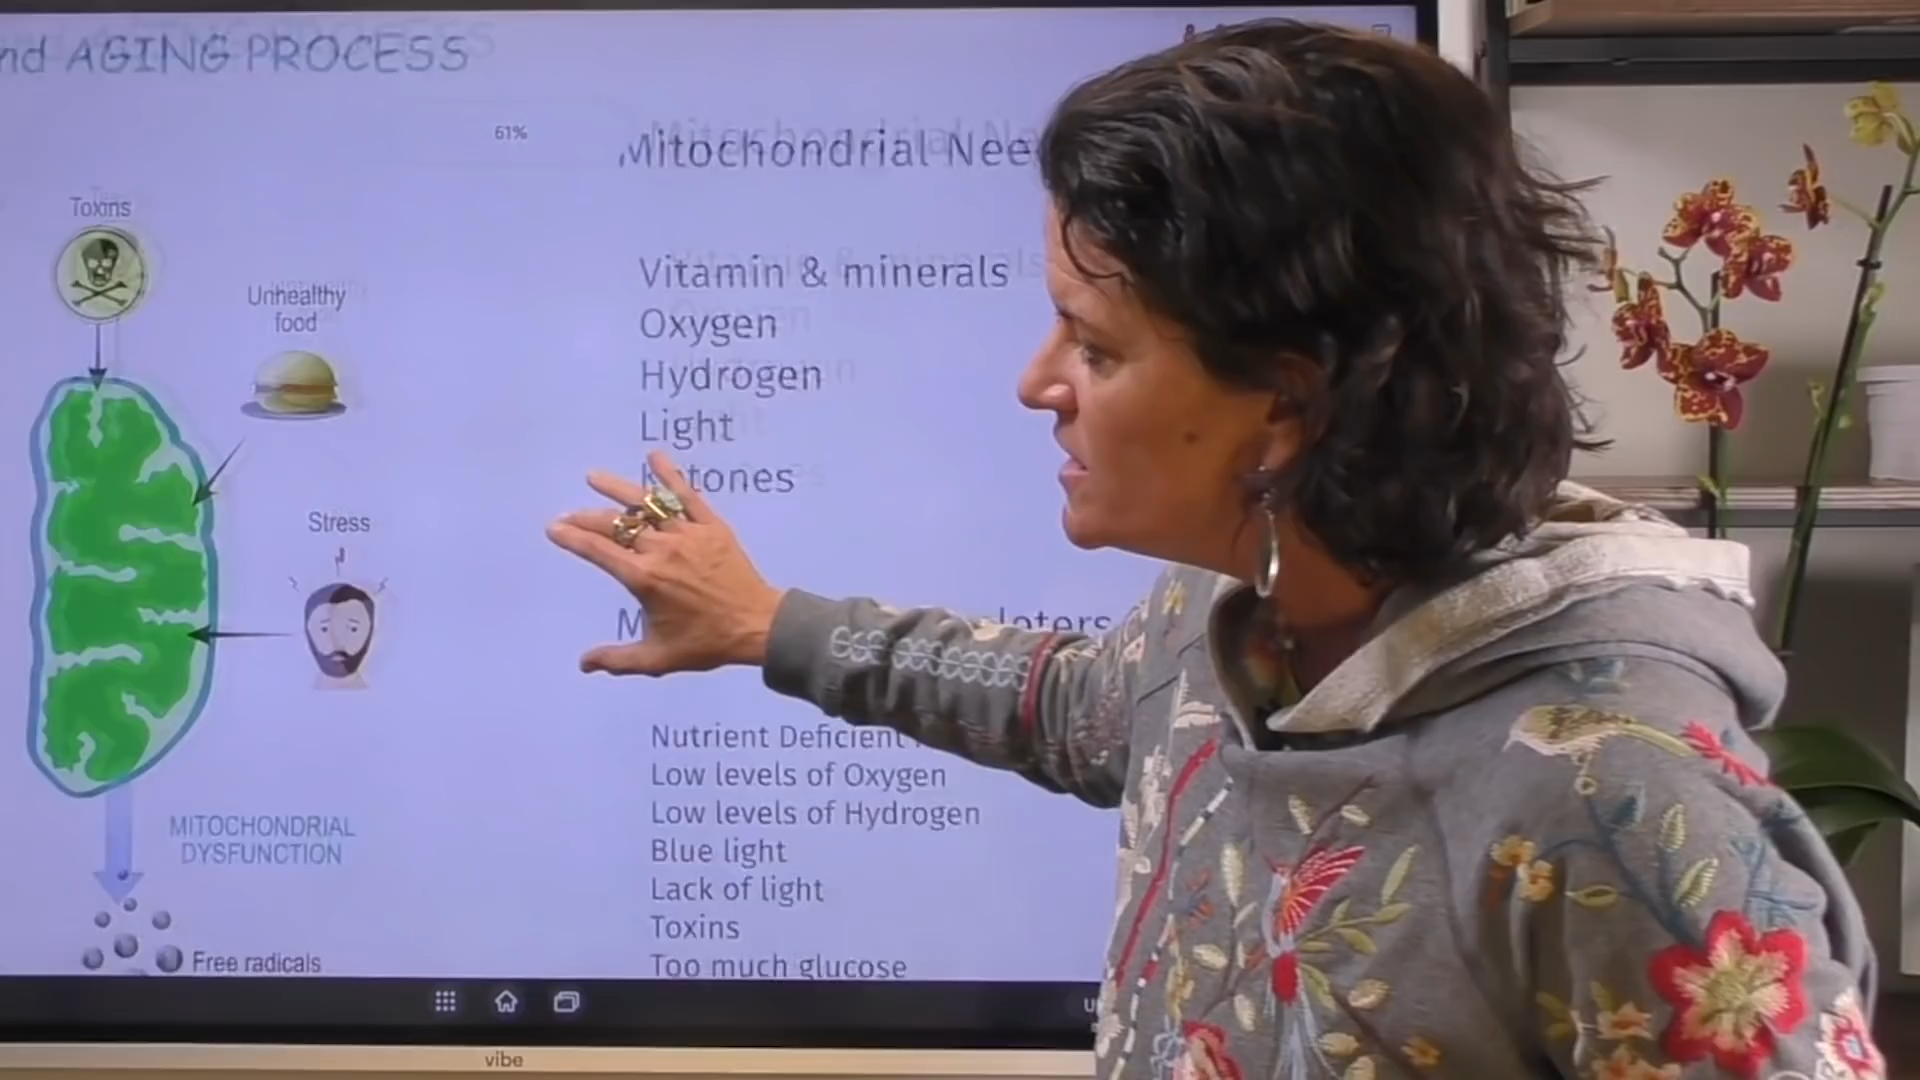 nd AGING PROCESS
61%
Mitochondrial Nee
Toxins
Vitamin & minerals
Unhealthy
food
Oxygen
Hydrogen
Light
Ketones
Stress
Nutrient Deficient
Low levels of Oxygen
Low levels of Hydrogen
MITOCHONDRIAL
DYSFUNCTION
Blue light
Lack of light
Toxins
Free radicals
Too much glucose
vibe